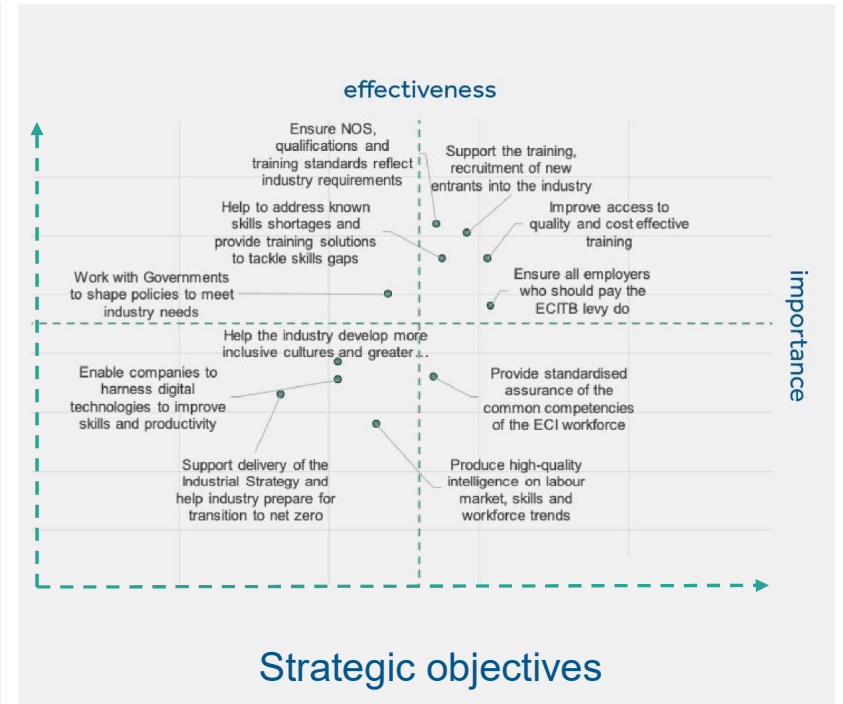 effectiveness
Ensure NOS,
qualifications and
training standards reflect
industry requirements
Support the training,
recruitment of new
entrants into the industry
Help to address known
skills shortages and
provide training solutions
to tackle skills gaps
Improve access to
quality and cost effective
training
Work with Governments
to shape policies to meet
industry needs
Ensure all employers
who should pay the
ECITB levy do
importance
Help the industry develop more
inclusive cultures and greater...
Enable companies to
harness digital
technologies to improve
skills and productivity
Provide standardised
assurance of the
common competencies
of the ECI workforce
Support delivery of the
Industrial Strategy and
help industry prepare for
transition to net zero
Produce high-quality
intelligence on labour
market, skills and
workforce trends
Strategic objectives